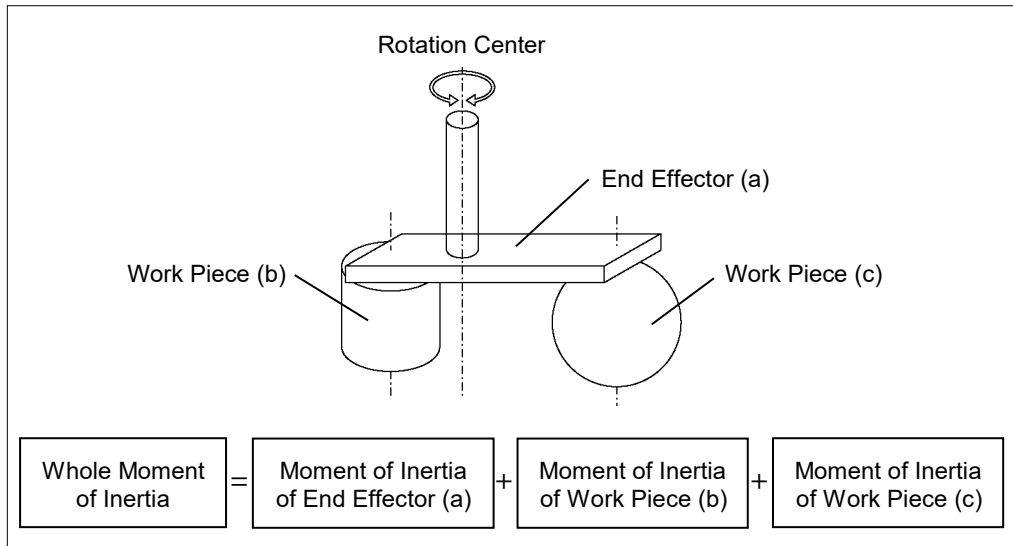 Rotation Center
End Effector (a)
Work Piece (b)
Work Piece (c)
Whole Moment
of Inertia
=
Moment of Inertia
of End Effector (a)
+
Moment of Inertia
of Work Piece (b)
+
Moment of Inertia
of Work Piece (c)